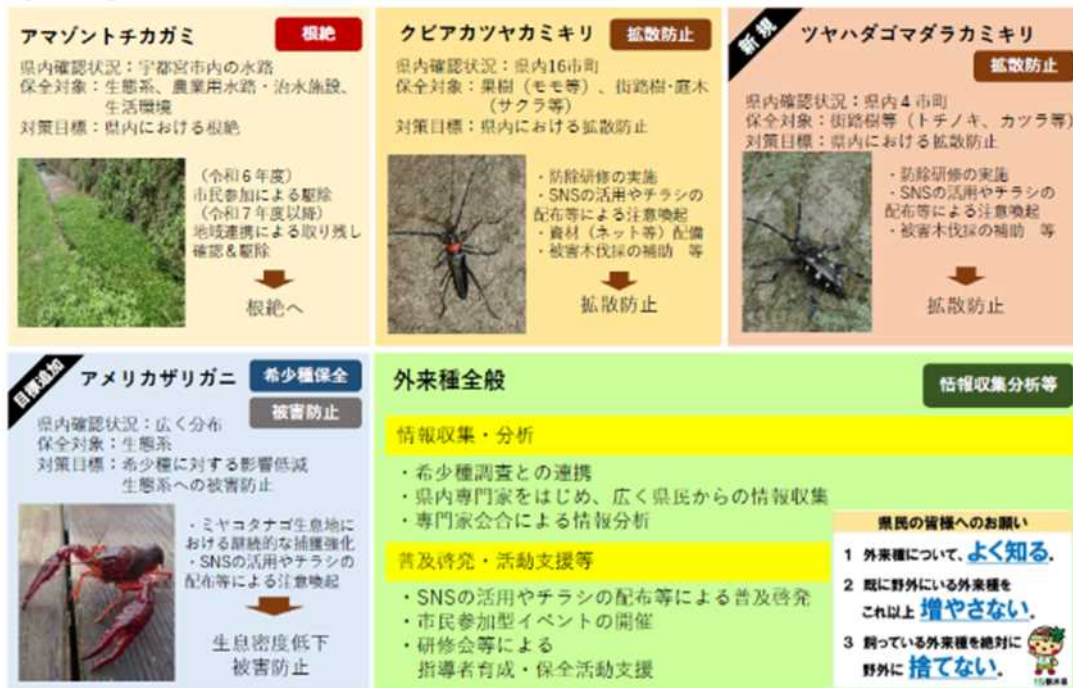 アマゾントチカガミ
根絶
県内確認状況：宇都宮市内の水路
保全対象：生態系、農業用水路・治水施設、
生活環境
対策目標：県内における根絶
（令和6年度）
市民参加による駆除
（令和7年度以降）
地域連携による取り残し
確認＆駆除
根絶へ
クビアカツヤカミキリ
拡散防止
県内確認状況：県内16市町
保全対象：果樹（モモ等）、街路樹・庭木
（サクラ等）
対策目標：県内における拡散防止
・防除研修の実施
・SNSの活用やチラシの
配布等による注意喚起
・資材（ネット等）配備
・被害木伐採の補助　等
拡散防止
新規
ツヤハダゴマダラカミキリ
拡散防止
県内確認状況：県内４市町
保全対象：街路樹等（トチノキ、カツラ等）
対策目標：県内における拡散防止
・防除研修の実施
・SNSの活用やチラシの
配布等による注意喚起
・被害木伐採の補助　等
拡散防止
目標追加
アメリカザリガニ
希少種保全
被害防止
県内確認状況：広く分布
保全対象：生態系
対策目標：希少種に対する影響低減
生態系への被害防止
・ミヤコタナゴ生息地に
おける継続的な捕獲強化
・SNSの活用やチラシの
配布等による注意喚起
生息密度低下
被害防止
外来種全般
情報収集分析等
情報収集・分析
・希少種調査との連携
・県内専門家をはじめ、広く県民からの情報収集
・専門家会合による情報分析
普及啓発・活動支援等
・SNSの活用やチラシの配布等による普及啓発
・市民参加型イベントの開催
・研修会等による
指導者育成・保全活動支援
県民の皆様へのお願い
1 外来種について、よく知る。
2 既に野外にいる外来種を
これ以上 増やさない。
3 飼っている外来種を絶対に
野外に 捨てない。